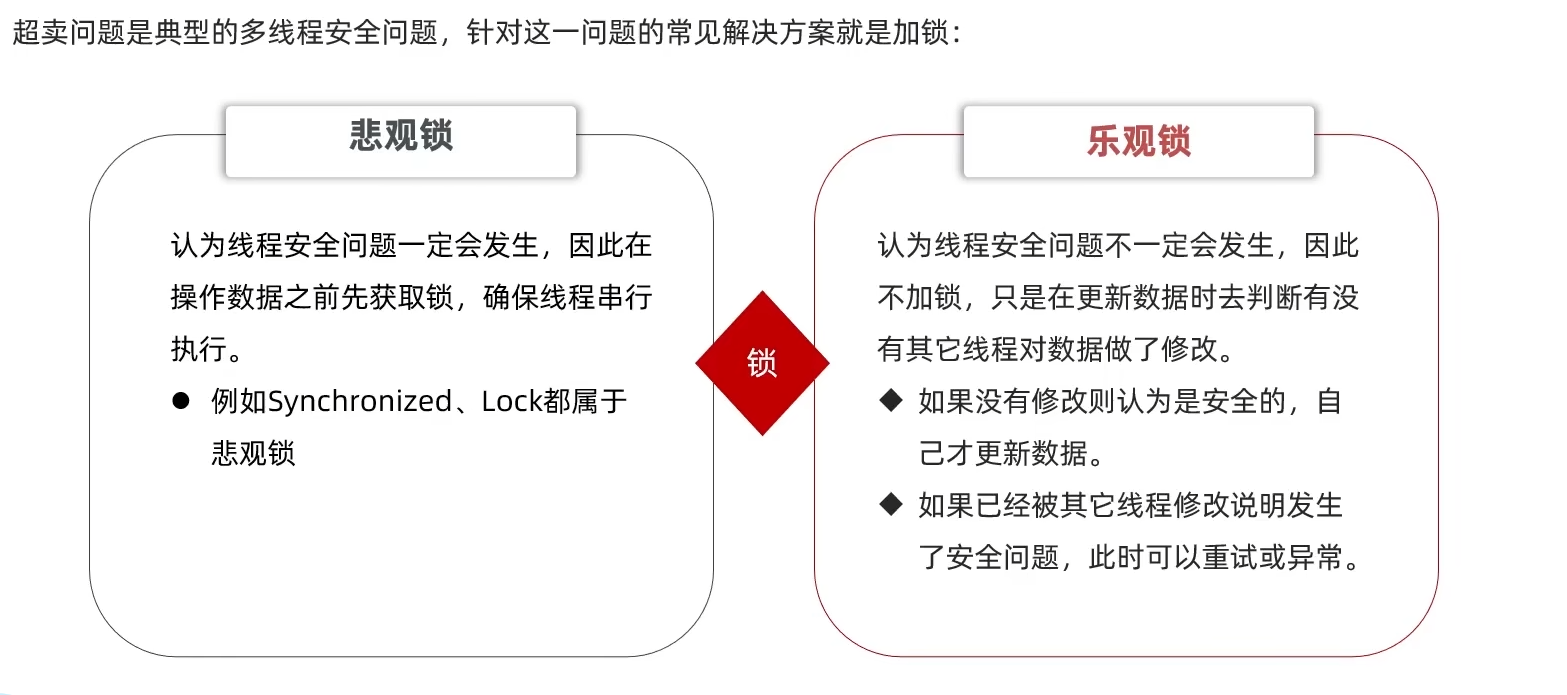 超卖问题是典型的多线程安全问题，针对这一问题的常见解决方案就是加锁：
悲观锁
认为线程安全问题一定会发生，因此在
操作数据之前先获取锁，确保线程串行
执行。
● 例如Synchronized、Lock都属于
悲观锁
锁
乐观锁
认为线程安全问题不一定会发生，因此
不加锁，只是在更新数据时去判断有没
有其它线程对数据做了修改。
◆ 如果没有修改则认为是安全的，自
己才更新数据。
◆ 如果已经被其它线程修改说明发生
了安全问题，此时可以重试或异常。